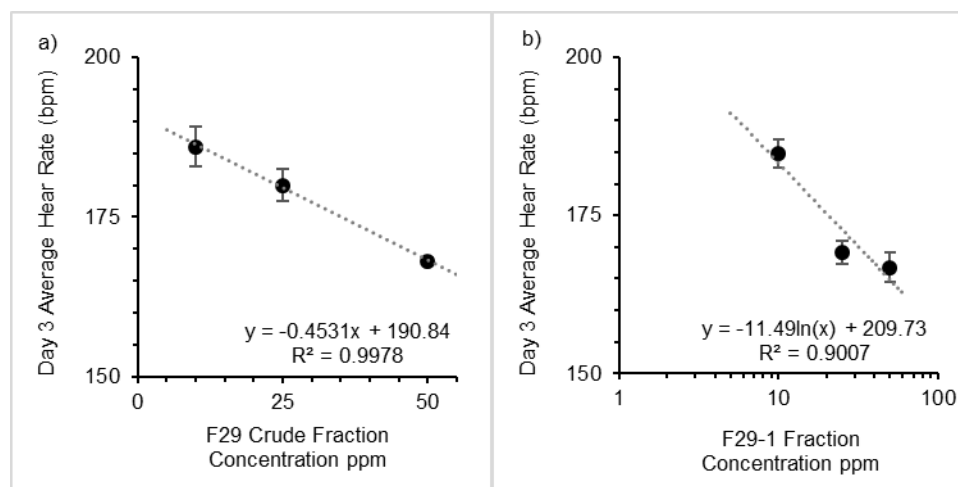 a)
200
175
150
Day 3 Average Hear Rate (bpm)
y = -0.4531x + 190.84
R² = 0.9978
0 25 50
F29 Crude Fraction
Concentration ppm
b)
200
175
150
Day 3 Average Hear Rate (bpm)
y = -11.49ln(x) + 209.73
R² = 0.9007
1 10 100
F29-1 Fraction
Concentration ppm